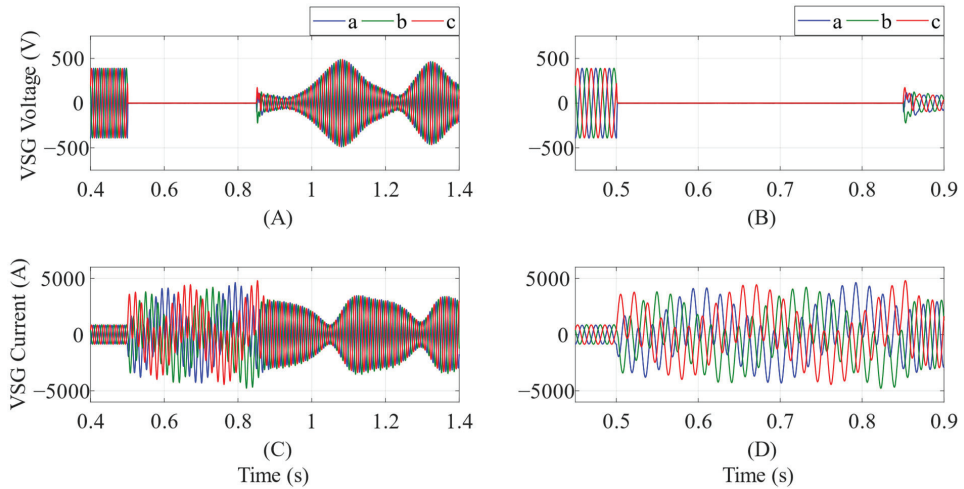 a b c
a b c
VSG Voltage (V)
500
0
−500
0.4 0.6 0.8 1 1.2 1.4
(A)
500
0
−500
0.5 0.6 0.7 0.8 0.9
(B)
VSG Current (A)
5000
0
−5000
0.4 0.6 0.8 1 1.2 1.4
(C)
Time (s)
5000
0
−5000
0.5 0.6 0.7 0.8 0.9
(D)
Time (s)